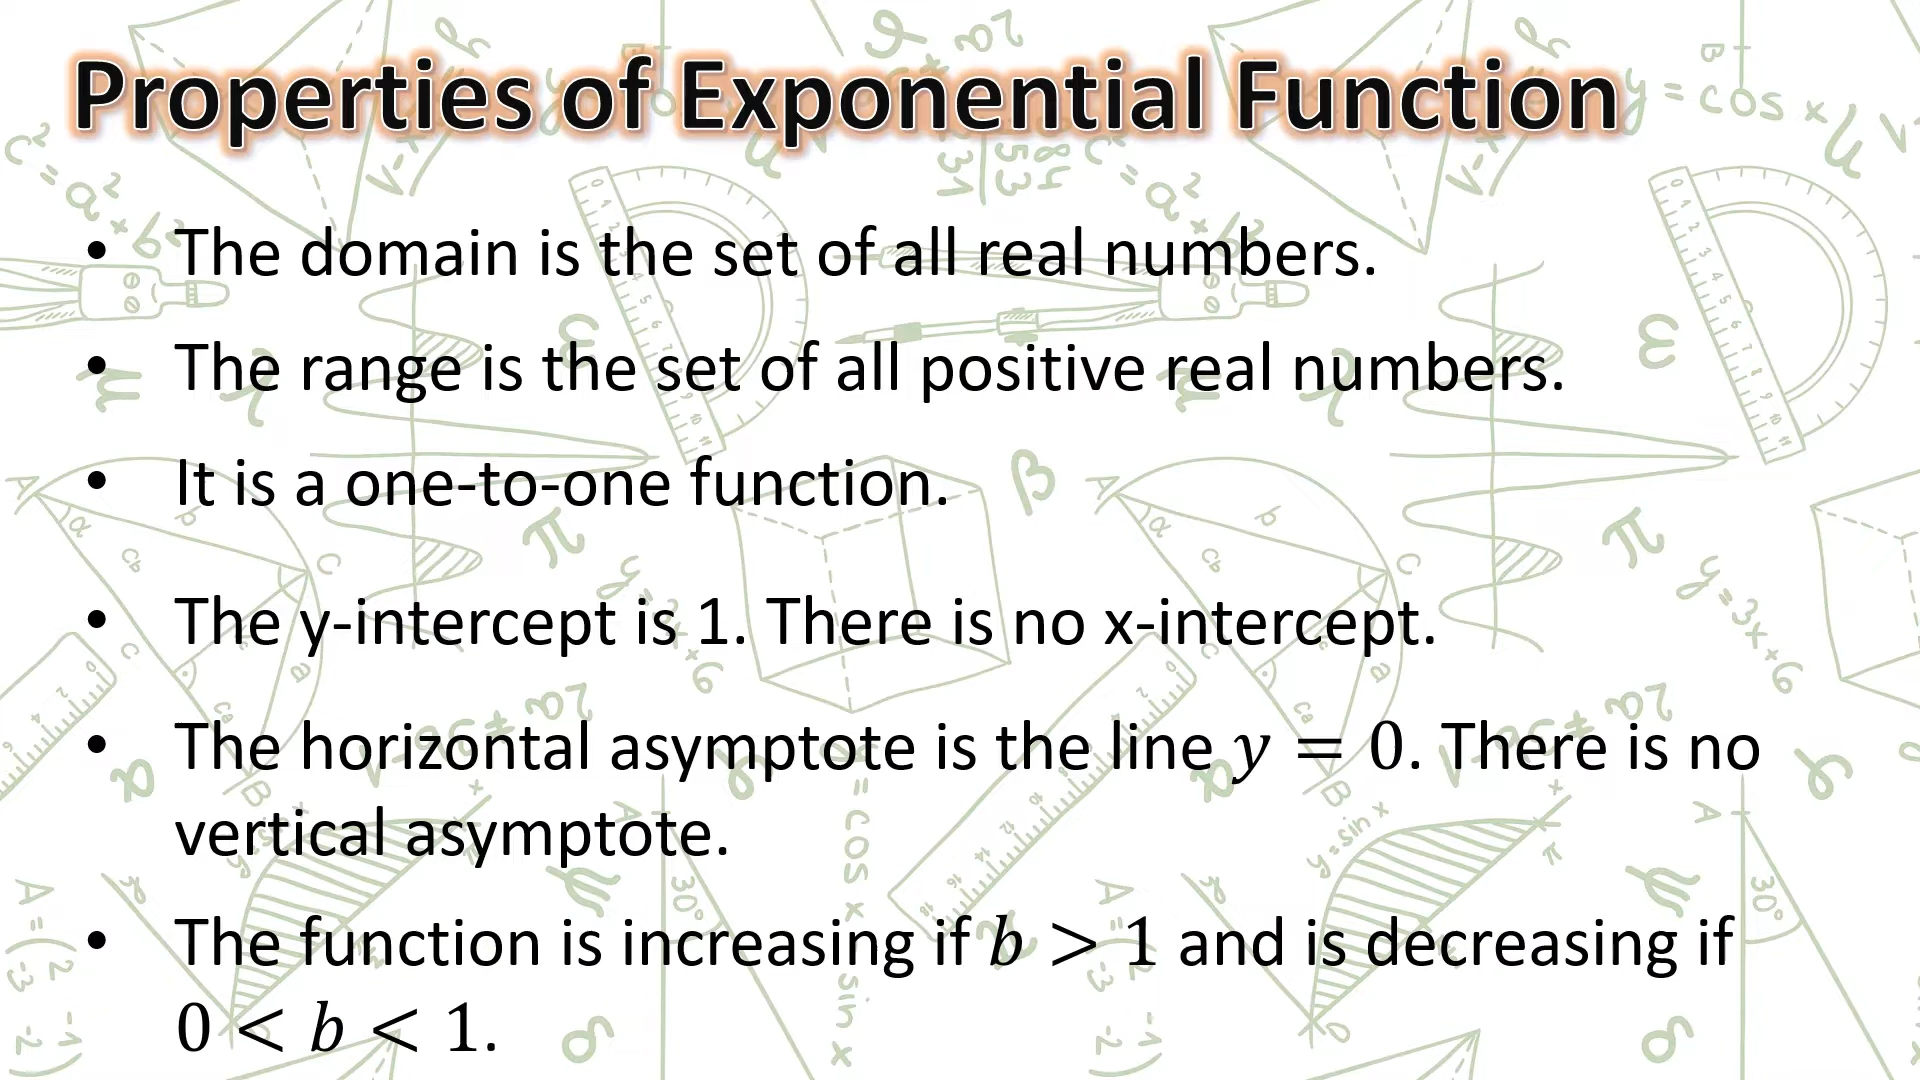 Properties of Exponential Function
• The domain is the set of all real numbers.
• The range is the set of all positive real numbers.
• It is a one-to-one function.
• The y-intercept is 1. There is no x-intercept.
• The horizontal asymptote is the line 𝑦 = 0. There is no
vertical asymptote.
• The function is increasing if 𝑏 > 1 and is decreasing if
0 < 𝑏 < 1.